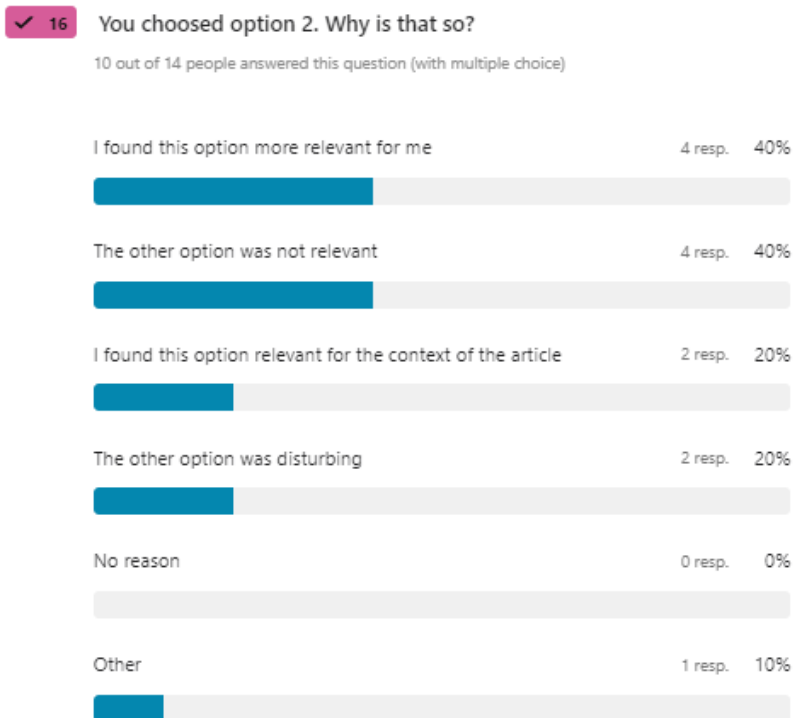 ✓ 16 You choosed option 2. Why is that so?
10 out of 14 people answered this question (with multiple choice)
I found this option more relevant for me 4 resp. 40%
The other option was not relevant 4 resp. 40%
I found this option relevant for the context of the article 2 resp. 20%
The other option was disturbing 2 resp. 20%
No reason 0 resp. 0%
Other 1 resp. 10%